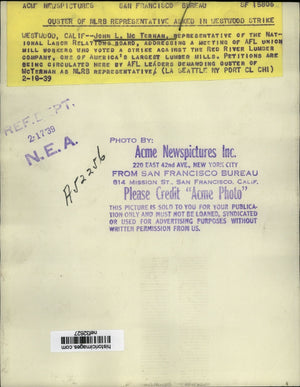 ACME NEWSPICTURES SAN FRANCISCO BUREAU SF 15806
OUSTER OF NLRB REPRESENTATIVE ASKED IN WESTWOOD STRIKE
WESTWOOD, CALIF--JOHN L. MC TERNAN, REPRESENTATIVE OF THE NAT-
IONAL LABOR RELATIONS BOARD, ADDRESSING A MEETING OF AFL UNION
MILL WORKERS WHO VOTED A STRIKE AGAINST THE RED RIVER LUMBER
COMPANY, ONE OF AMERICA'S LARGEST LUMBER MILLS. PETITIONS ARE
BEING CIRCULATED HERE BY AFL LEADERS DEMANDING OUSTER OF
MCTERNAN AS NLRB REPRESENTATIVE (LA SEATTLE NY PORT CL CHI)
2-16-39
REF. DEPT.
2-17-39
N.E.A.
A52256
PHOTO BY:
Acme Newspictures Inc.
220 EAST 42ND AVE., NEW YORK CITY
FROM SAN FRANCISCO BUREAU
814 MISSION ST., SAN FRANCISCO, CALIF.
Please Credit "Acme Photo"
THIS PICTURE IS SOLD TO YOU FOR YOUR PUBLICA-
TION ONLY AND MUST NOT BE LOANED, SYNDICATED
OR USED FOR ADVERTISING PURPOSES WITHOUT
WRITTEN PERMISSION FROM US.
historicimages.com